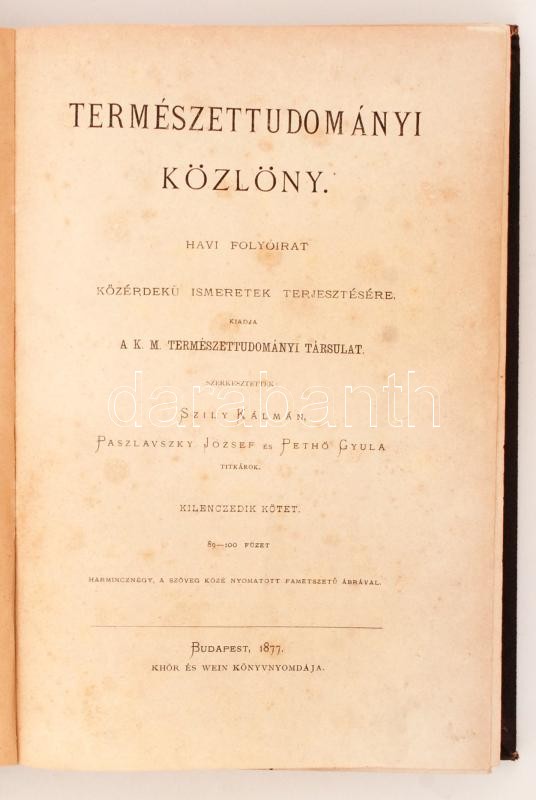 TERMÉSZETTUDOMÁNYI
KÖZLÖNY.
HAVI FOLYÓIRAT
KÖZÉRDEKŰ ISMERETEK TERJESZTÉSÉRE,
KIADJA
A K. M. TERMÉSZETTUDOMÁNYI TÁRSULAT.
SZERKESZTETTÉK
SZILY KÁLMÁN,
PASZLAVSZKY JÓZSEF ÉS PETHŐ GYULA
TITKÁROK.
darabanth
KILENCZEDIK KÖTET.
89—100 FÜZET
HARMINCZNÉGY, A SZÖVEG KÖZÉ NYOMATOTT FAMETSZETŰ ÁBRÁVAL.
BUDAPEST, 1877.
KHÓR ÉS WEIN KÖNYVNYOMDÁJA.